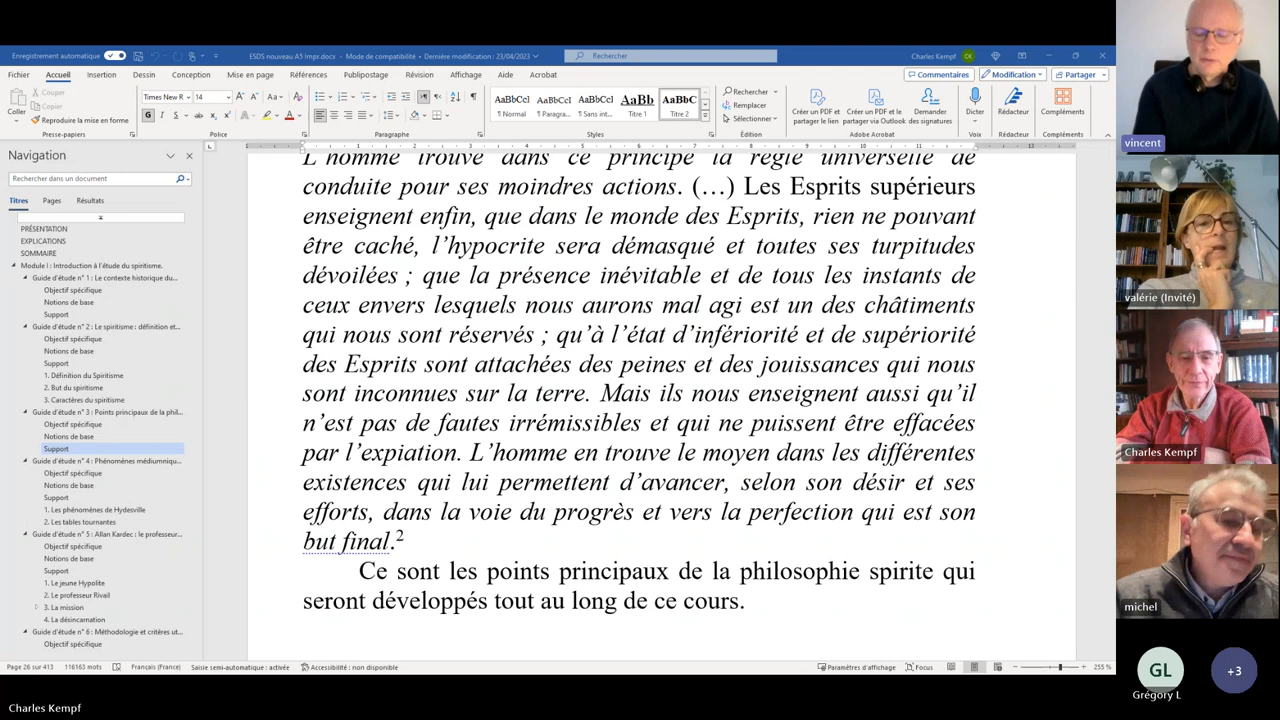 Enregistrement automatique
ESDS nouveau A5 Impr.docx • Mode de compatibilité • Dernière modification : 23/04/2023
Rechercher
Charles Kempf
Fichier Accueil Insertion Dessin Conception Mise en page Références Publipostage Révision Affichage Aide Acrobat
Commentaires Modification Partager
Coller
Couper
Copier
Reproduire la mise en forme
Presse-papiers
Times New R 14
Police
Paragraphe
AaBbCcI AaBbCcI AaBbCcI AaBb AaBbC
¶ Normal ¶ Paragra... ¶ Sans int... Titre 1 Titre 2
Styles
Rechercher
Remplacer
Sélectionner
Édition
Créer un PDF et partager le lien
Créer un PDF et partager via Outlook
Demander des signatures
Adobe Acrobat
Dicter
Voix
Rédacteur
Rédacteur
Compléments
Compléments
Navigation
Rechercher dans un document
Titres Pages Résultats
PRÉSENTATION
EXPLICATIONS
SOMMAIRE
Module I : Introduction à l'étude du spiritisme.
Guide d'étude n° 1 : Le contexte historique du...
Objectif spécifique
Notions de base
Support
Guide d'étude n° 2 : Le spiritisme : définition et...
Objectif spécifique
Notions de base
Support
1. Définition du Spiritisme
2. But du spiritisme
3. Caractères du spiritisme
Guide d'étude n° 3 : Points principaux de la phil...
Objectif spécifique
Notions de base
Support
Guide d'étude n° 4 : Phénomènes médiumniqu...
Objectif spécifique
Notions de base
Support
1. Les phénomènes de Hydesville
2. Les tables tournantes
Guide d'étude n° 5 : Allan Kardec : le professeur...
Objectif spécifique
Notions de base
Support
1. Le jeune Hypolite
2. Le professeur Rivail
3. La mission
4. La désincarnation
Guide d'étude n° 6 : Méthodologie et critères ut...
Objectif spécifique
L'homme trouve dans ce principe la règle universelle de
conduite pour ses moindres actions. (…) Les Esprits supérieurs
enseignent enfin, que dans le monde des Esprits, rien ne pouvant
être caché, l'hypocrite sera démasqué et toutes ses turpitudes
dévoilées ; que la présence inévitable et de tous les instants de
ceux envers lesquels nous aurons mal agi est un des châtiments
qui nous sont réservés ; qu'à l'état d'infériorité et de supériorité
des Esprits sont attachées des peines et des jouissances qui nous
sont inconnues sur la terre. Mais ils nous enseignent aussi qu'il
n'est pas de fautes irrémissibles et qui ne puissent être effacées
par l'expiation. L'homme en trouve le moyen dans les différentes
existences qui lui permettent d'avancer, selon son désir et ses
efforts, dans la voie du progrès et vers la perfection qui est son
but final.²
Ce sont les points principaux de la philosophie spirite qui
seront développés tout au long de ce cours.
Page 26 sur 413 116163 mots Français (France) Saisie semi-automatique : activée Accessibilité : non disponible
Paramètres d'affichage Focus 255 %
vincent
valérie (Invité)
Charles Kempf
michel
GL
Grégory L
+3
Charles Kempf